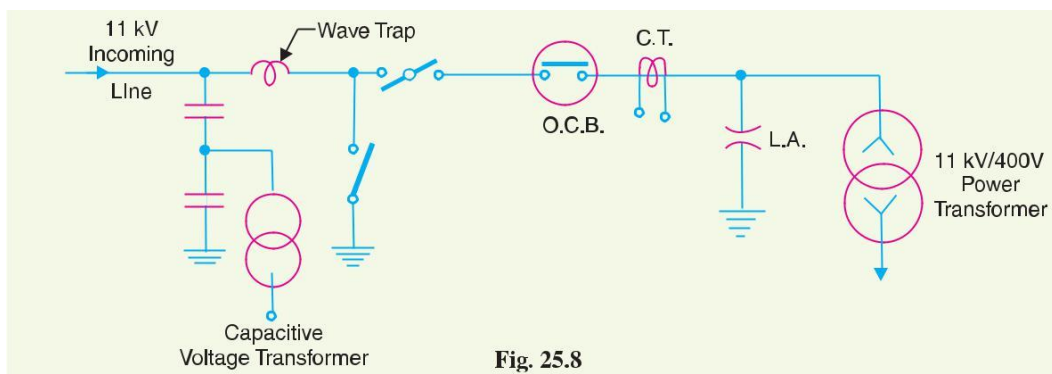 11 kV
Incoming
LIne
Wave Trap
C.T.
O.C.B.
L.A.
11 kV/400V
Power
Transformer
Capacitive
Voltage Transformer
Fig. 25.8